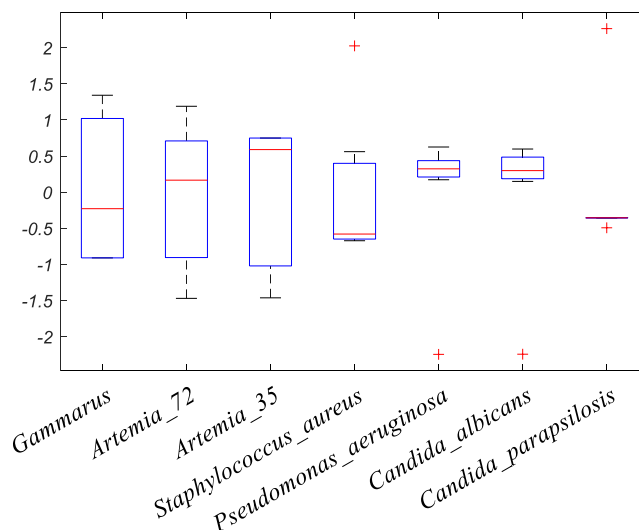 2
1.5
1
0.5
0
-0.5
-1
-1.5
-2
Gammarus
Artemia_72
Artemia_35
Staphylococcus_aureus
Pseudomonas_aeruginosa
Candida_albicans
Candida_parapsilosis